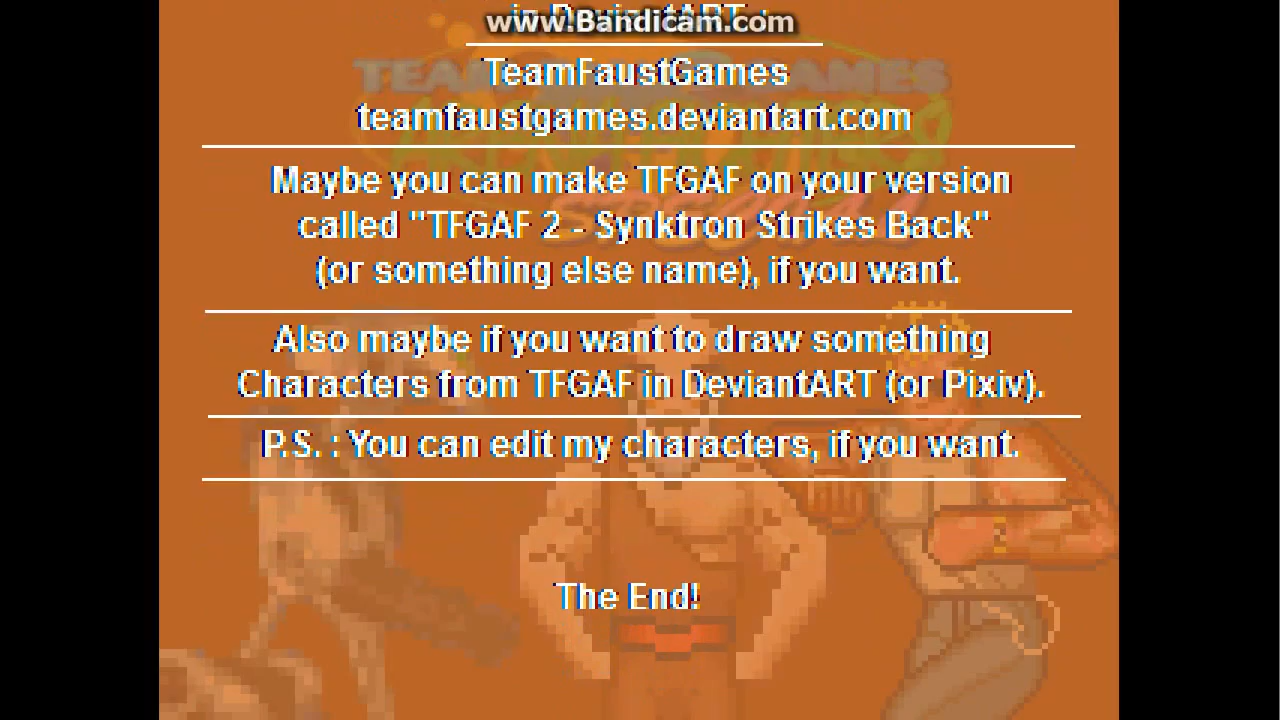 www.Bandicam.com
in DeviantART :
TeamFaustGames
teamfaustgames.deviantart.com
Maybe you can make TFGAF on your version
called "TFGAF 2 - Synktron Strikes Back"
(or something else name), if you want.
Also maybe if you want to draw something
Characters from TFGAF in DeviantART (or Pixiv).
P.S. : You can edit my characters, if you want.
The End!